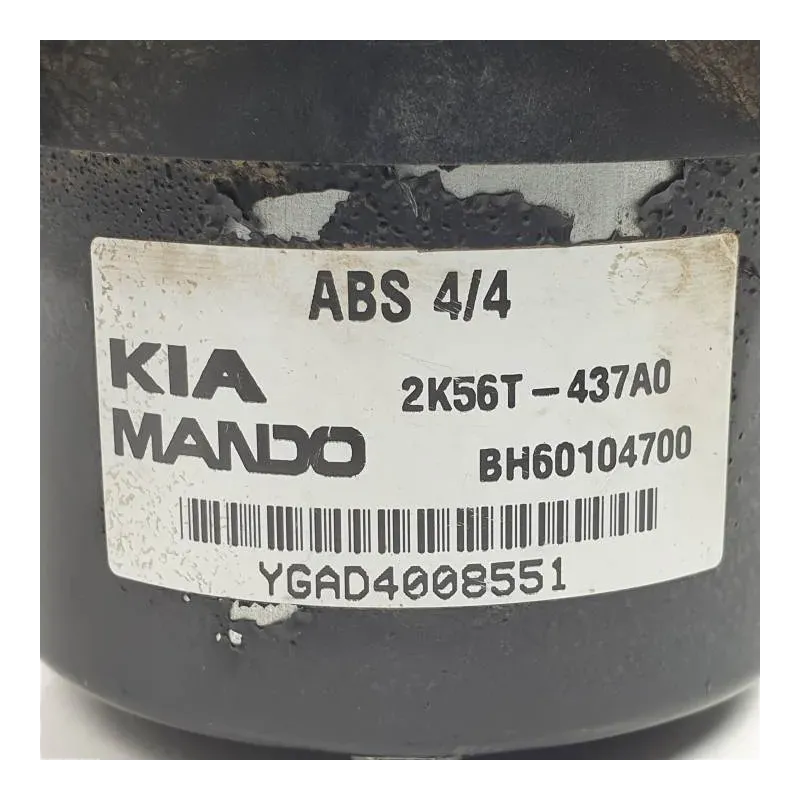 ABS 4/4
KIA 2K56T-437A0
MANDO BH60104700
YGAD4008551